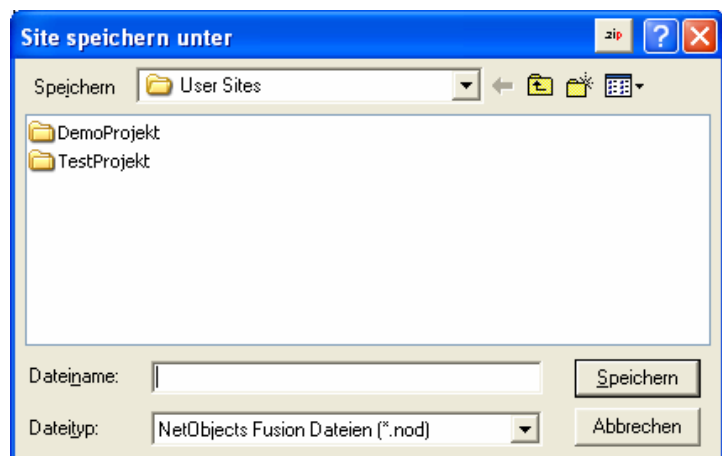 Site speichern unter
.zip
?
Speichern
User Sites
DemoProjekt
TestProjekt
Dateiname:
Speichern
Dateityp:
NetObjects Fusion Dateien (*.nod)
Abbrechen